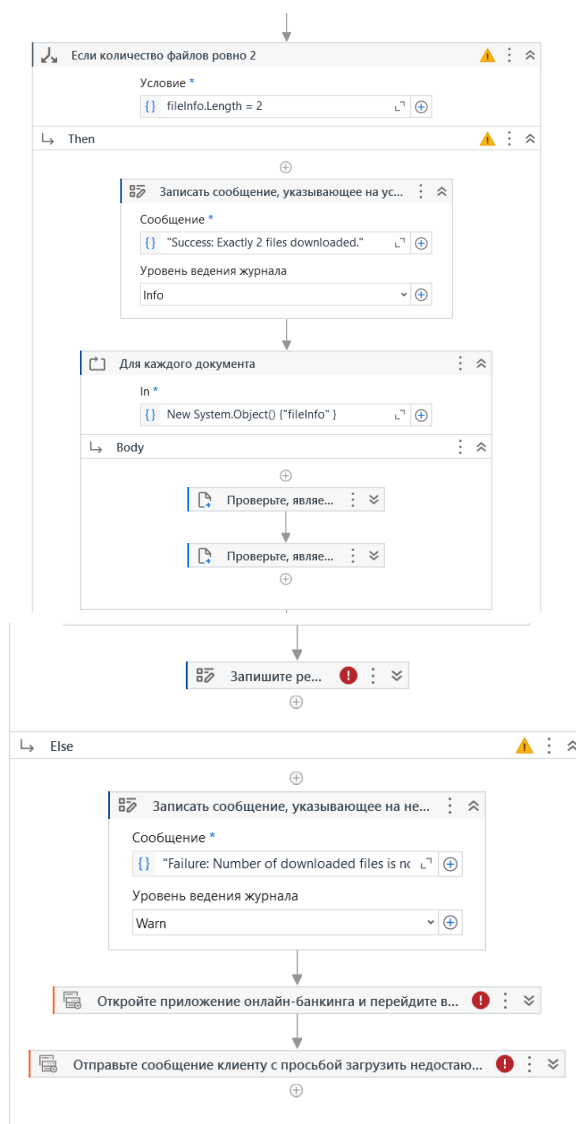 Если количество файлов ровно 2
Условие *
{} fileInfo.Length = 2
Then
Записать сообщение, указывающее на ус...
Сообщение *
{} "Success: Exactly 2 files downloaded."
Уровень ведения журнала
Info
Для каждого документа
In *
{} New System.Object() {"fileInfo" }
Body
Проверьте, являе...
Проверьте, являе...
Запишите ре...
Else
Записать сообщение, указывающее на не...
Сообщение *
{} "Failure: Number of downloaded files is
Уровень ведения журнала
Warn
Откройте приложение онлайн-банкинга и перейдите в...
Отправьте сообщение клиенту с просьбой загрузить недостаю...